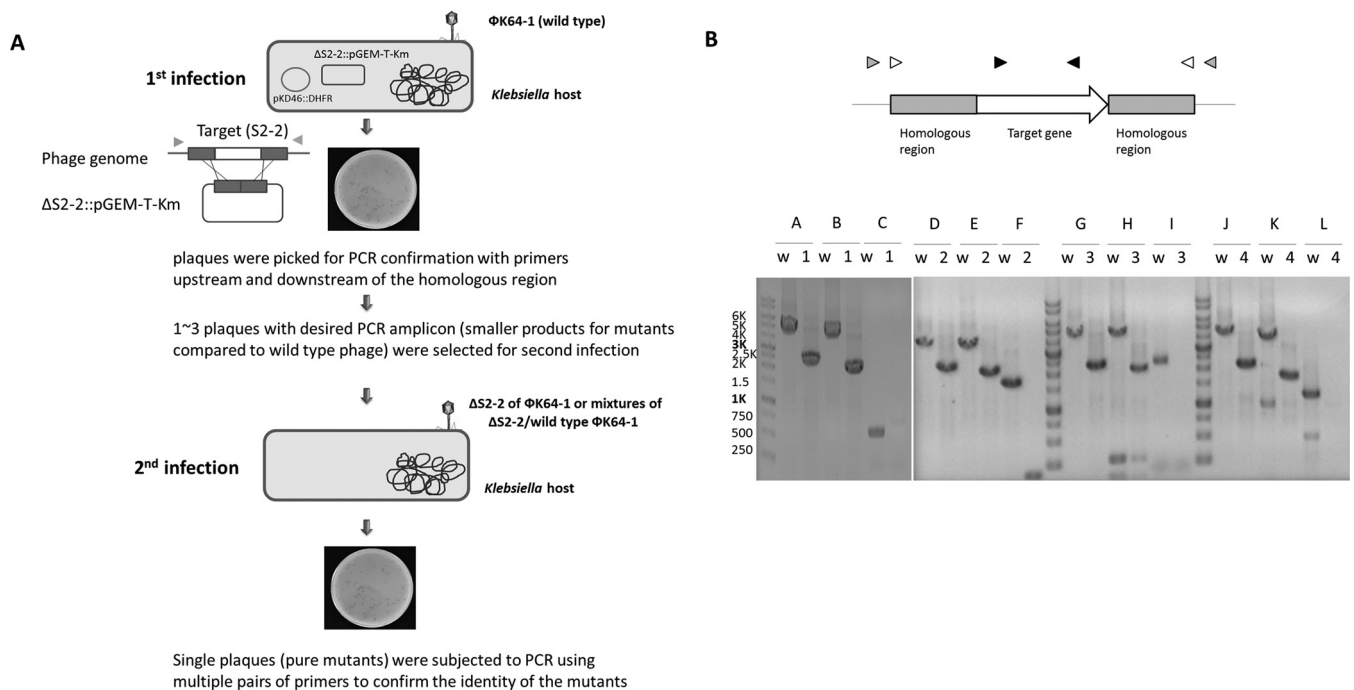 A
ΦK64-1 (wild type)
ΔS2-2::pGEM-T-Km
1st infection
pKD46::DHFR
Klebsiella host
Target (S2-2)
Phage genome
ΔS2-2::pGEM-T-Km
plaques were picked for PCR confirmation with primers
upstream and downstream of the homologous region
1~3 plaques with desired PCR amplicon (smaller products for mutants
compared to wild type phage) were selected for second infection
ΔS2-2 of ΦK64-1 or mixtures of
ΔS2-2/wild type ΦK64-1
2nd infection
Klebsiella host
Single plaques (pure mutants) were subjected to PCR using
multiple pairs of primers to confirm the identity of the mutants
B
Homologous region
Target gene
Homologous region
A B C D E F G H I J K L
w 1 w 1 w 1 w 2 w 2 w 2 w 3 w 3 w 3 w 4 w 4 w 4
6K
5K
4K
3K
2.5K
2K
1.5
1K
750
500
250